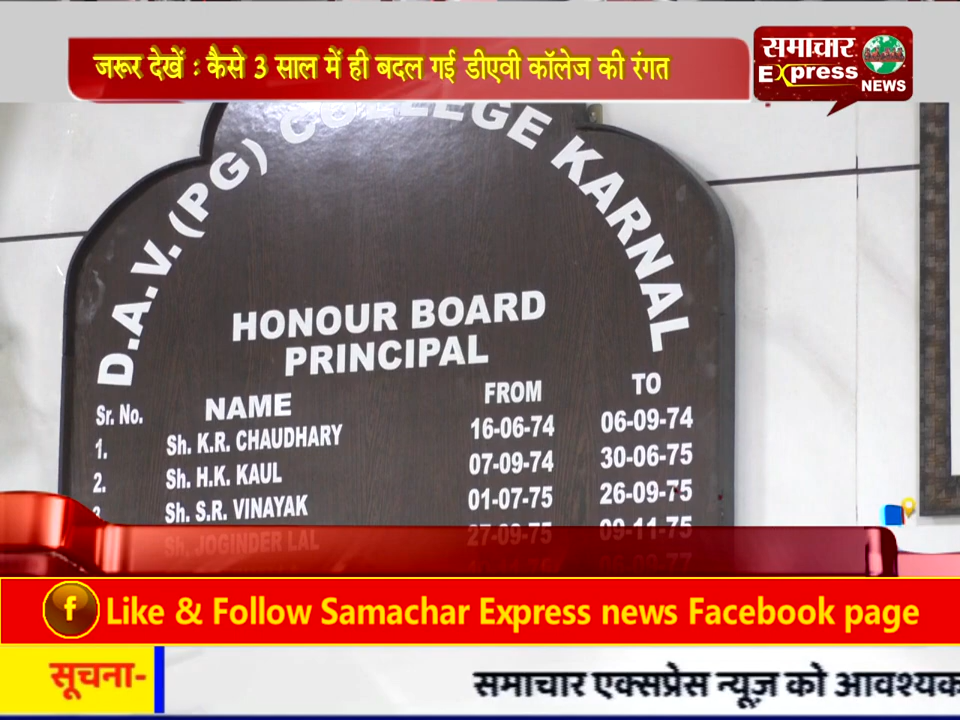 जरूर देखें : कैसे 3 साल में ही बदल गई डीएवी कॉलेज की रंगत
समाचार
Express
NEWS
D.A.V. (PG) COLLEGE KARNAL
HONOUR BOARD
PRINCIPAL
Sr. No. NAME FROM TO
1. Sh. K.R. CHAUDHARY 16-06-74 06-09-74
2. Sh. H.K. KAUL 07-09-74 30-06-75
3. Sh. S.R. VINAYAK 01-07-75 26-09-75
Sh. JOGINDER LAL 27-09-75 09-11-75
f Like & Follow Samachar Express news Facebook page
सूचना- समाचार एक्सप्रेस न्यूज़ को आवश्यक